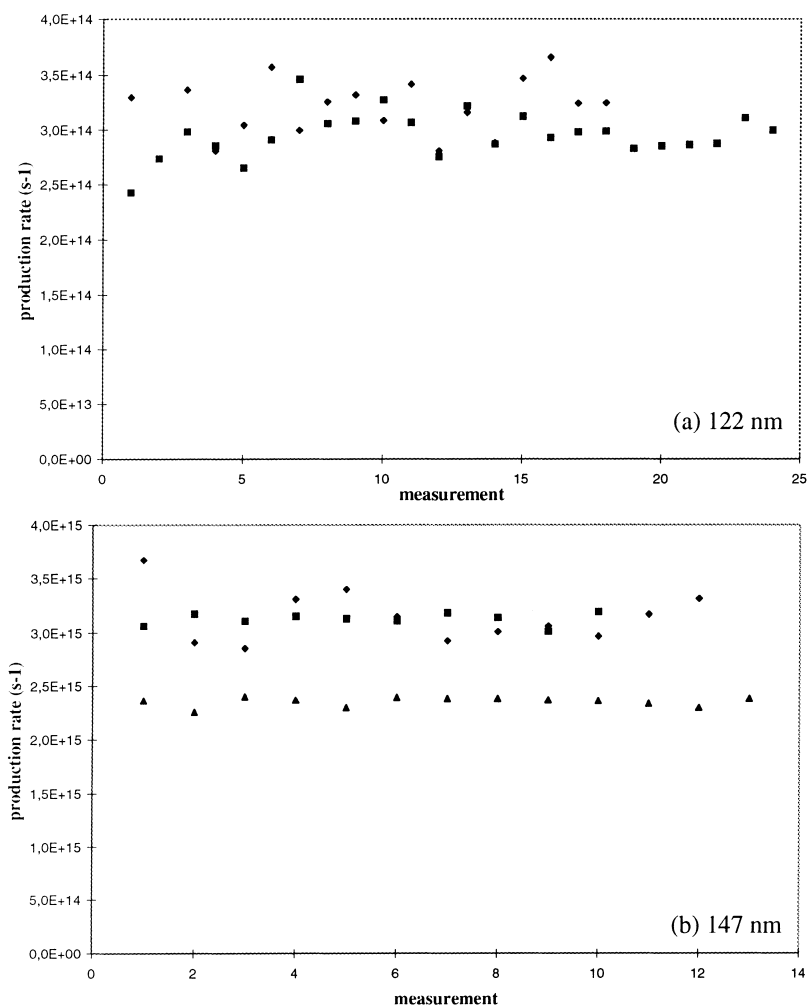 4,0E+14
3,5E+14
3,0E+14
2,5E+14
2,0E+14
1,5E+14
1,0E+14
5,0E+13
0,0E+00
production rate (s-1)
(a) 122 nm
0 5 10 15 20 25
measurement
4,0E+15
3,5E+15
3,0E+15
2,5E+15
2,0E+15
1,5E+15
1,0E+15
5,0E+14
0,0E+00
production rate (s-1)
(b) 147 nm
0 2 4 6 8 10 12 14
measurement